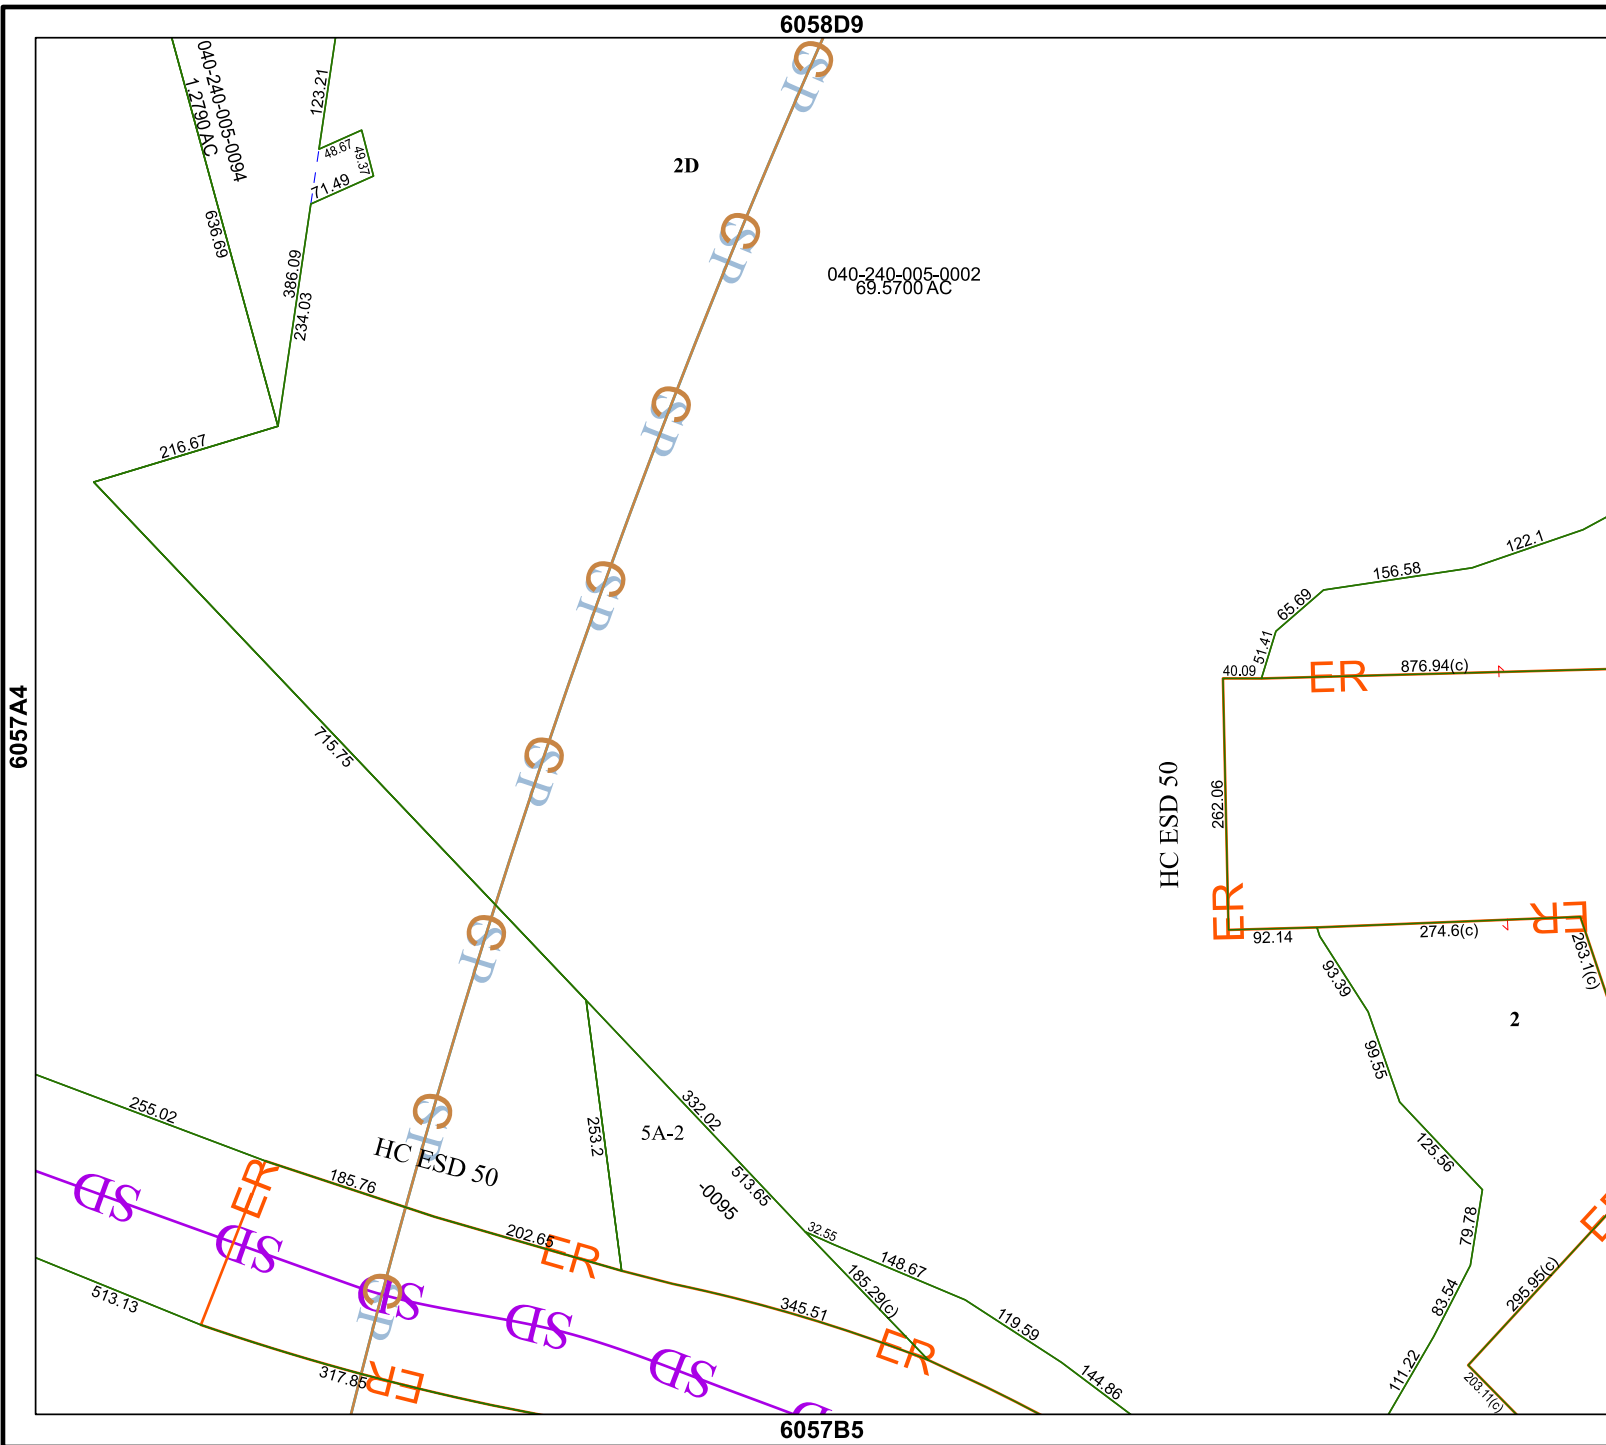 6058D9
040-240-005-0094
1.2790 AC
123.21
48.67
49.37
71.49
636.69
386.09
234.03
216.67
2D
040-240-005-0002
69.5700 AC
C
SP
C
SP
C
SP
C
SP
C
SP
C
SP
C
SP
C
SP
6057A4
715.75
122.1
156.58
65.69
51.41
40.09
ER
876.94(c)
HC ESD 50
262.06
ER
92.14
274.6(c)
ER
263.1(c)
93.39
2
99.55
125.56
79.78
83.54
111.22
295.95(c)
203.11(c)
255.02
HC ESD 50
253.2
5A-2
332.02
513.65
-0095
ER
185.76
202.65
ER
SD
SD
SD
SD
SD
32.55
148.67
185.29(c)
345.51
119.59
144.86
ER
513.13
317.85
ER
6057B5